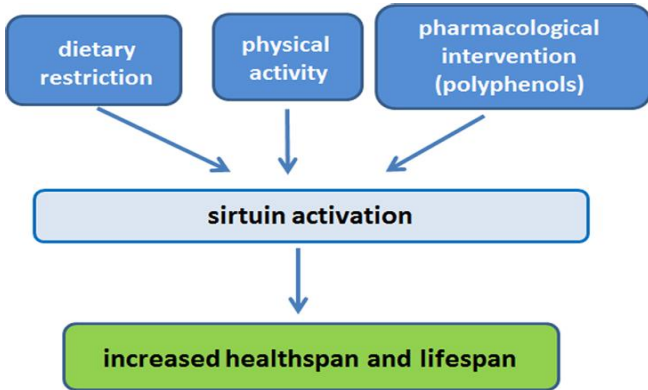 dietary
restriction
physical
activity
pharmacological
intervention
(polyphenols)
sirtuin activation
increased healthspan and lifespan